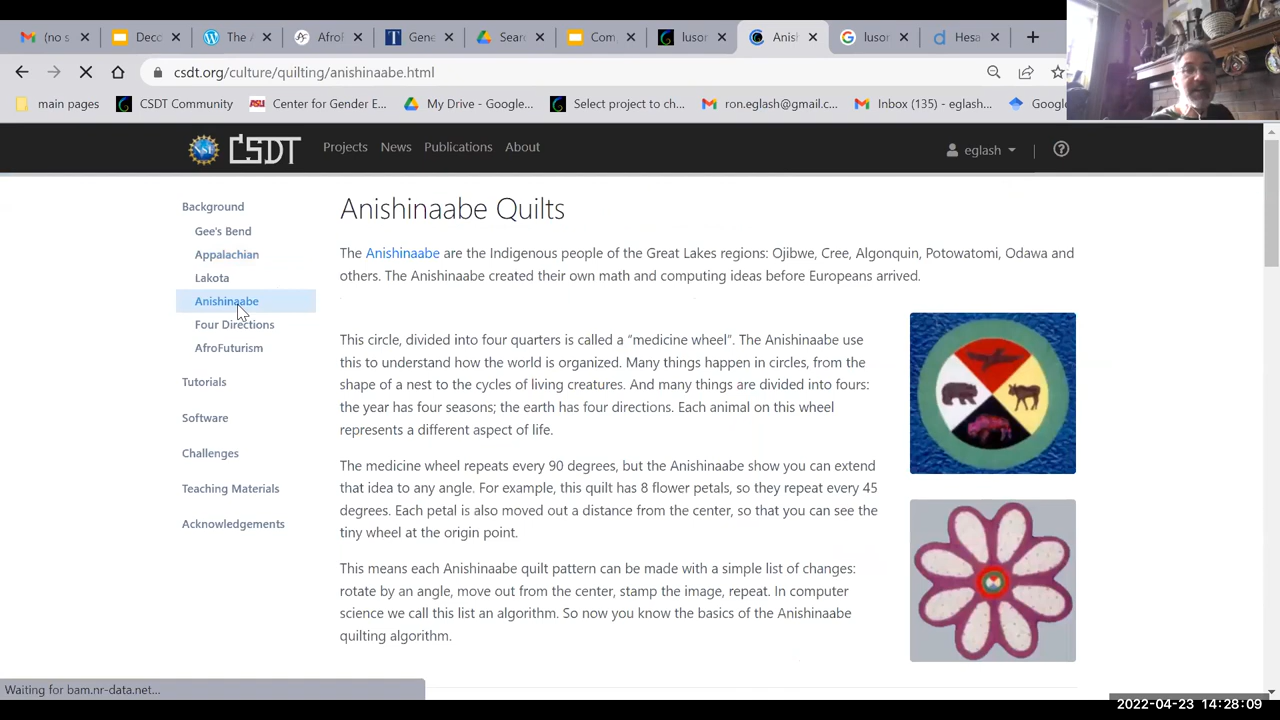 (no s
Deco
The A
AfroF
Gene
Sear
Com
lusor
Anis
lusor
Hesa
csdt.org/culture/quilting/anishinaabe.html
main pages
CSDT Community
ASU
Center for Gender E...
My Drive - Google...
Select project to ch...
ron.eglash@gmail.c...
Inbox (135) - eglash...
Goog
NSF
CSDT
Projects
News
Publications
About
eglash
Background
Gee's Bend
Appalachian
Lakota
Anishinaabe
Four Directions
AfroFuturism
Tutorials
Software
Challenges
Teaching Materials
Acknowledgements
Anishinaabe Quilts
The Anishinaabe are the Indigenous people of the Great Lakes regions: Ojibwe, Cree, Algonquin, Potowatomi, Odawa and
others. The Anishinaabe created their own math and computing ideas before Europeans arrived.
This circle, divided into four quarters is called a “medicine wheel”. The Anishinaabe use
this to understand how the world is organized. Many things happen in circles, from the
shape of a nest to the cycles of living creatures. And many things are divided into fours:
the year has four seasons; the earth has four directions. Each animal on this wheel
represents a different aspect of life.
The medicine wheel repeats every 90 degrees, but the Anishinaabe show you can extend
that idea to any angle. For example, this quilt has 8 flower petals, so they repeat every 45
degrees. Each petal is also moved out a distance from the center, so that you can see the
tiny wheel at the origin point.
This means each Anishinaabe quilt pattern can be made with a simple list of changes:
rotate by an angle, move out from the center, stamp the image, repeat. In computer
science we call this list an algorithm. So now you know the basics of the Anishinaabe
quilting algorithm.
Waiting for bam.nr-data.net...
2022-04-23 14:28:09